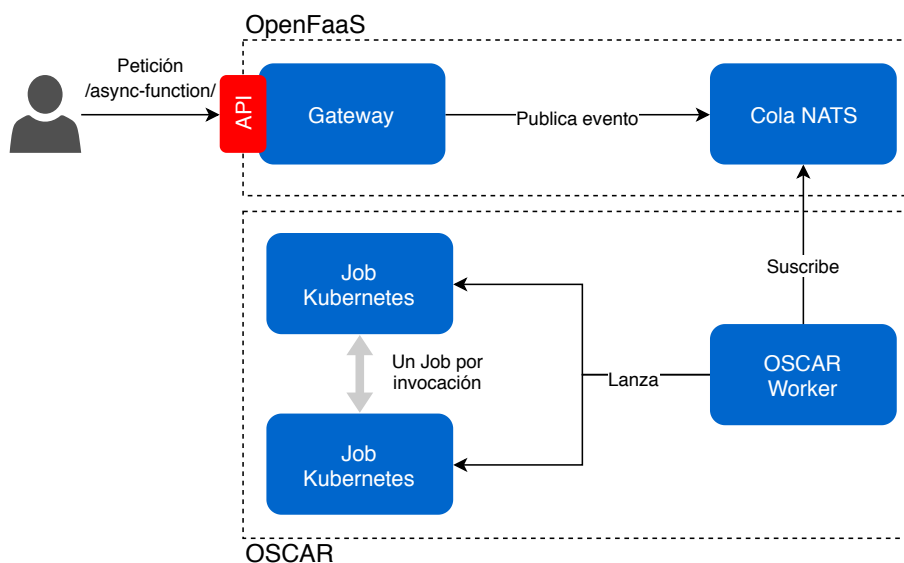 OpenFaaS
Petición
/async-function/
API
Gateway
Publica evento
Cola NATS
Suscribe
Job
Kubernetes
Un Job por
invocación
Lanza
OSCAR
Worker
Job
Kubernetes
OSCAR